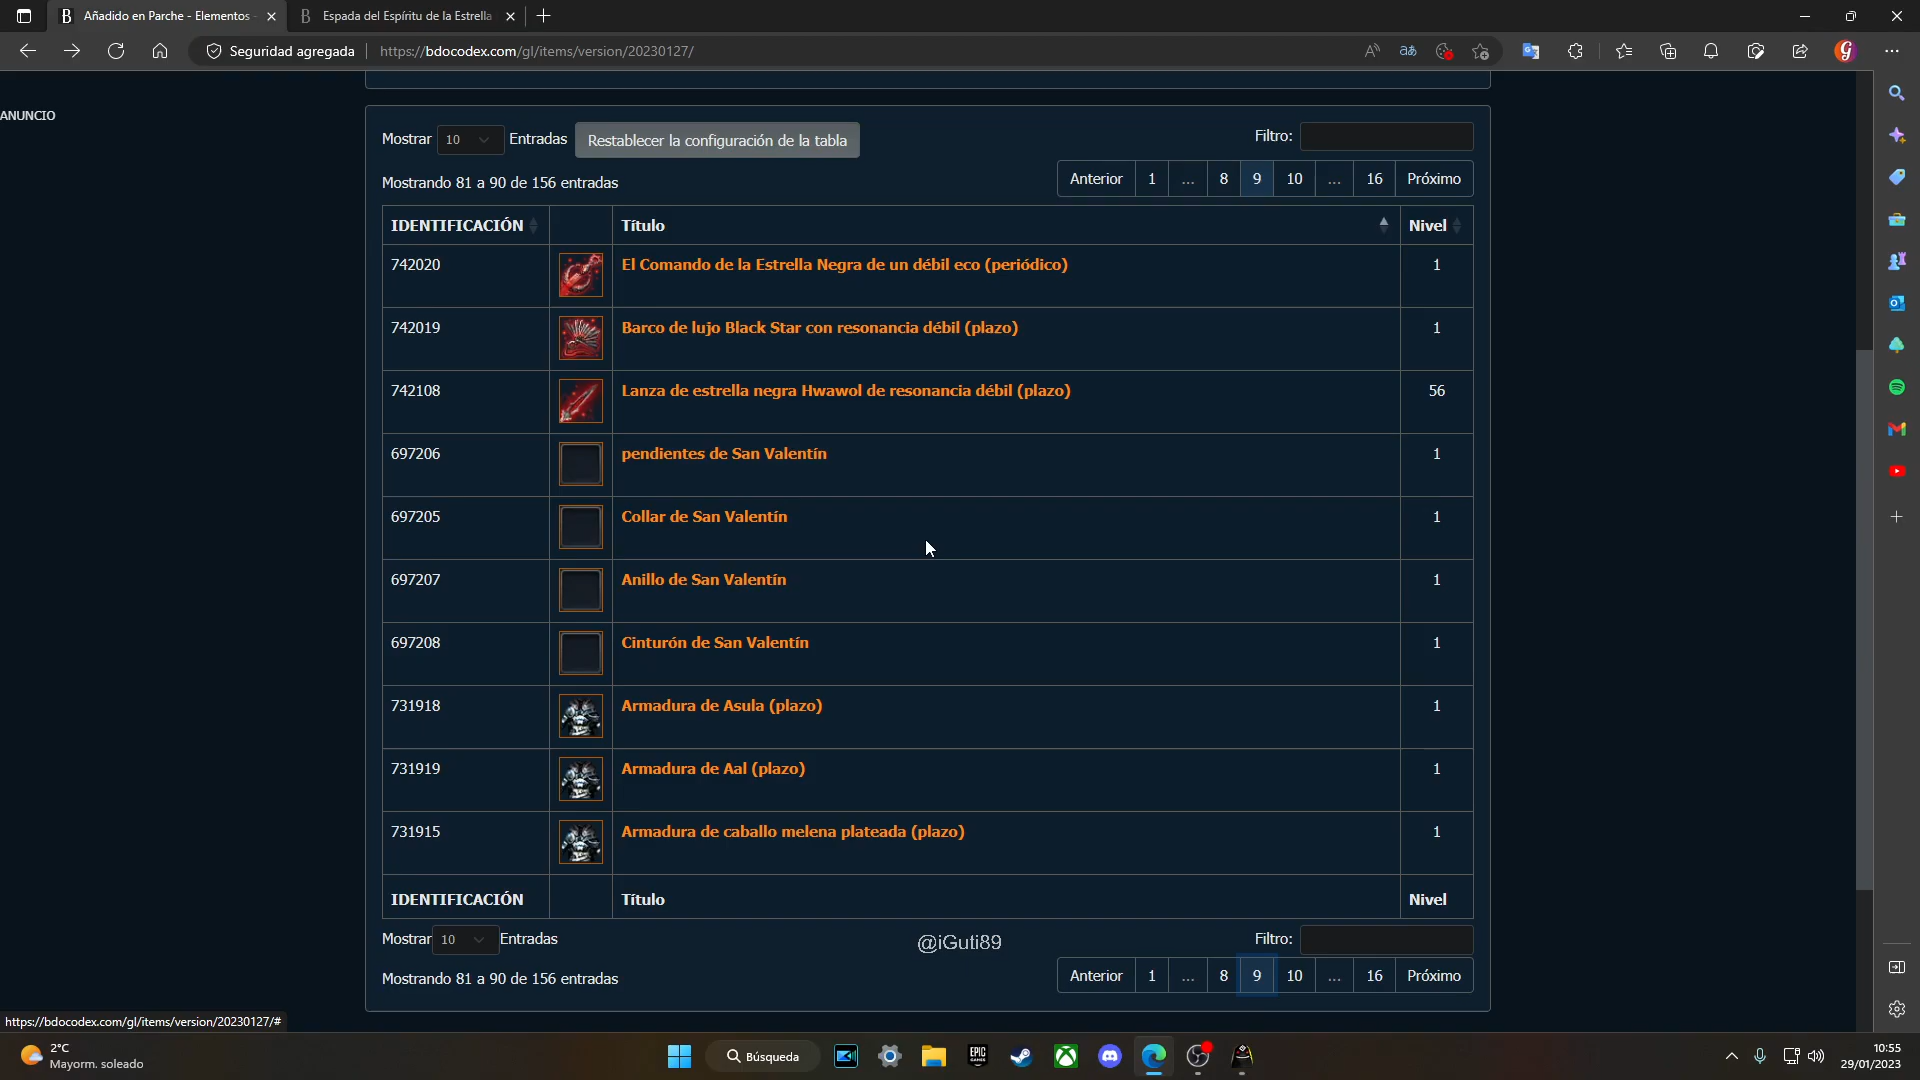 Añadido en Parche - Elementos -
Espada del Espíritu de la Estrella
Seguridad agregada
https://bdocodex.com/gl/items/version/20230127/
ANUNCIO
Mostrar 10 Entradas Restablecer la configuración de la tabla
Filtro:
Mostrando 81 a 90 de 156 entradas
Anterior 1 ... 8 9 10 ... 16 Próximo
IDENTIFICACIÓN Título Nivel
742020 El Comando de la Estrella Negra de un débil eco (periódico) 1
742019 Barco de lujo Black Star con resonancia débil (plazo) 1
742108 Lanza de estrella negra Hwawol de resonancia débil (plazo) 56
697206 pendientes de San Valentín 1
697205 Collar de San Valentín 1
697207 Anillo de San Valentín 1
697208 Cinturón de San Valentín 1
731918 Armadura de Asula (plazo) 1
731919 Armadura de Aal (plazo) 1
731915 Armadura de caballo melena plateada (plazo) 1
IDENTIFICACIÓN Título Nivel
Mostrar 10 Entradas
@iGuti89
Filtro:
Mostrando 81 a 90 de 156 entradas
Anterior 1 ... 8 9 10 ... 16 Próximo
https://bdocodex.com/gl/items/version/20230127/#
2°C
Mayorm. soleado
Búsqueda
EPIC GAMES
10:55
29/01/2023